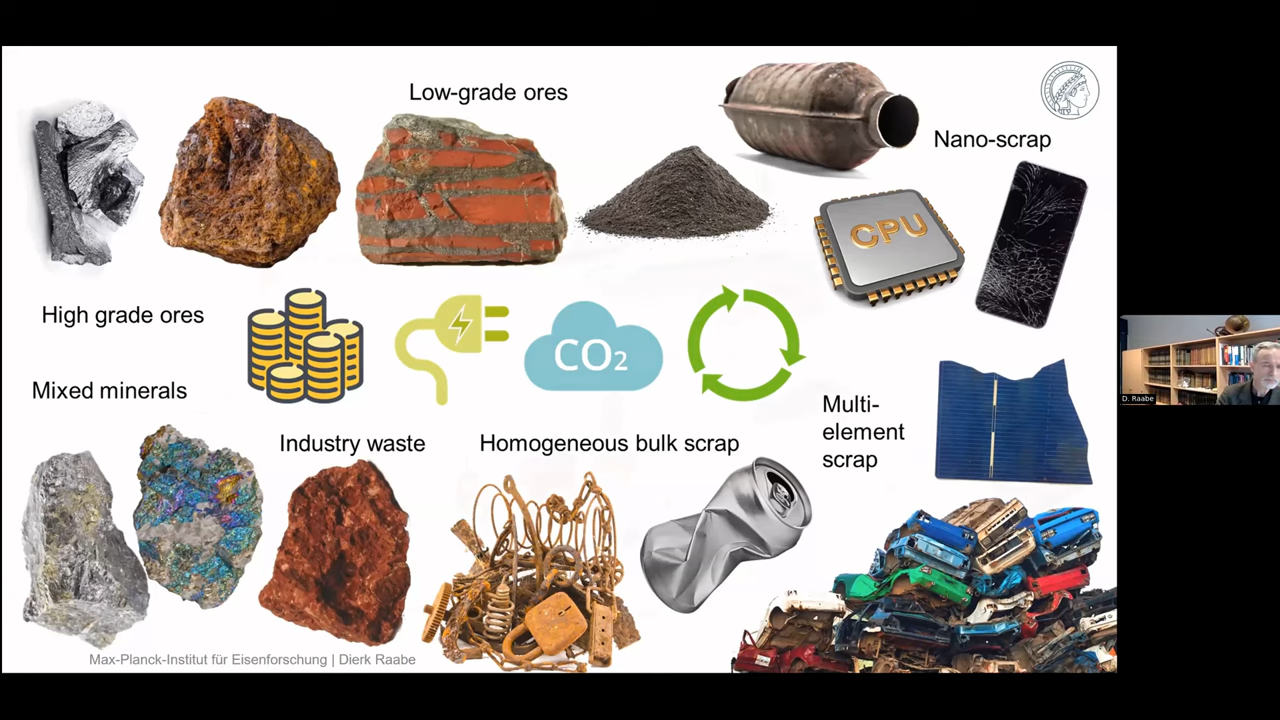 Low-grade ores
Nano-scrap
CPU
High grade ores
CO2
Mixed minerals
Multi-
element
scrap
Industry waste
Homogeneous bulk scrap
Max-Planck-Institut für Eisenforschung | Dierk Raabe
D. Raabe